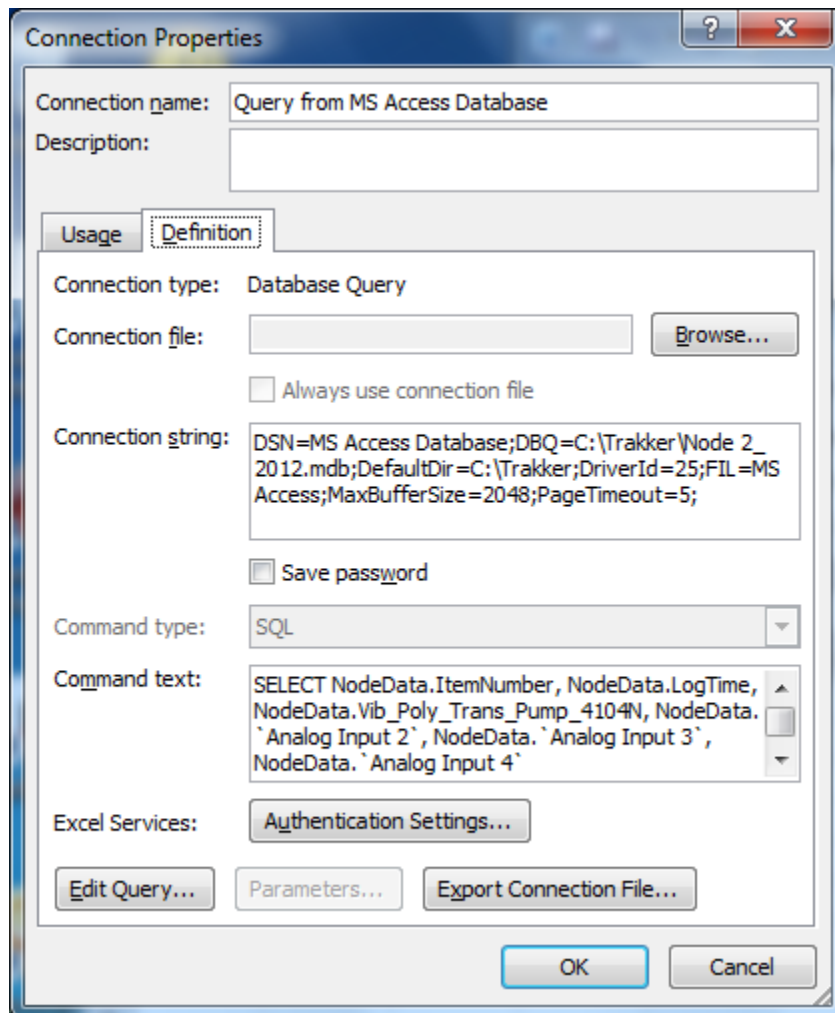 Connection Properties
?
X
Connection name: Query from MS Access Database
Description:
Usage Definition
Connection type: Database Query
Connection file: Browse...
Always use connection file
Connection string: DSN=MS Access Database;DBQ=C:\Trakker\Node 2_
2012.mdb;DefaultDir=C:\Trakker;DriverId=25;FIL=MS
Access;MaxBufferSize=2048;PageTimeout=5;
Save password
Command type: SQL
Command text: SELECT NodeData.ItemNumber, NodeData.LogTime,
NodeData.Vib_Poly_Trans_Pump_4104N, NodeData.
`Analog Input 2`, NodeData.`Analog Input 3`,
NodeData.`Analog Input 4`
Excel Services: Authentication Settings...
Edit Query... Parameters... Export Connection File...
OK Cancel